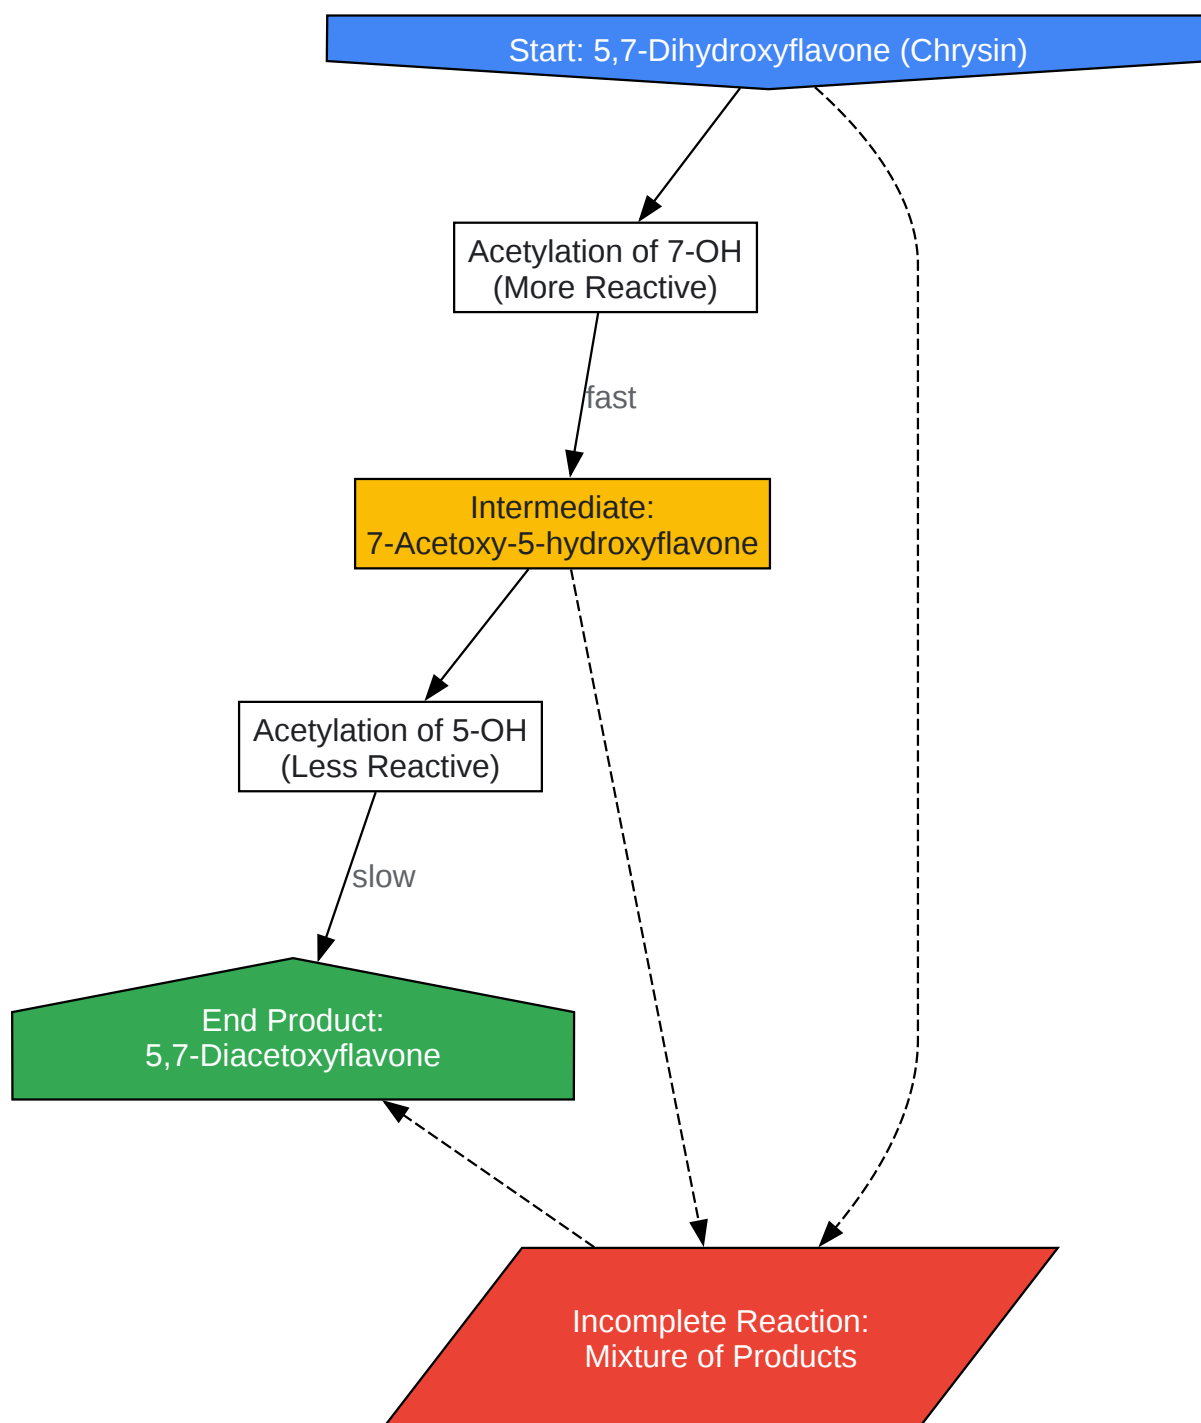 Start: 5,7-Dihydroxyflavone (Chrysin)
Acetylation of 7-OH
(More Reactive)
fast
Intermediate:
7-Acetoxy-5-hydroxyflavone
Acetylation of 5-OH
(Less Reactive)
slow
End Product:
5,7-Diacetoxyflavone
Incomplete Reaction:
Mixture of Products